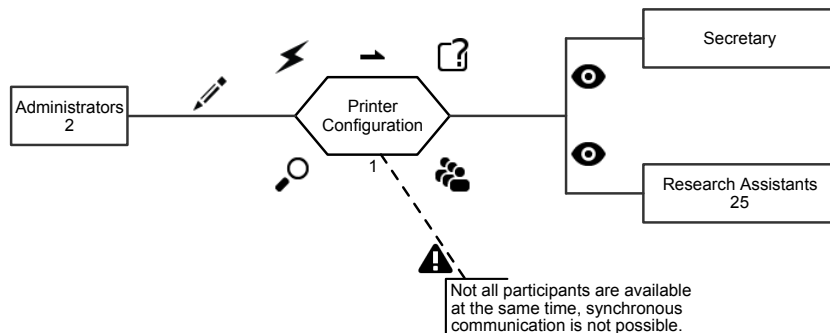 Secretary
Administrators
2
Printer
Configuration
1
Research Assistants
25
Not all participants are available
at the same time, synchronous
communication is not possible.